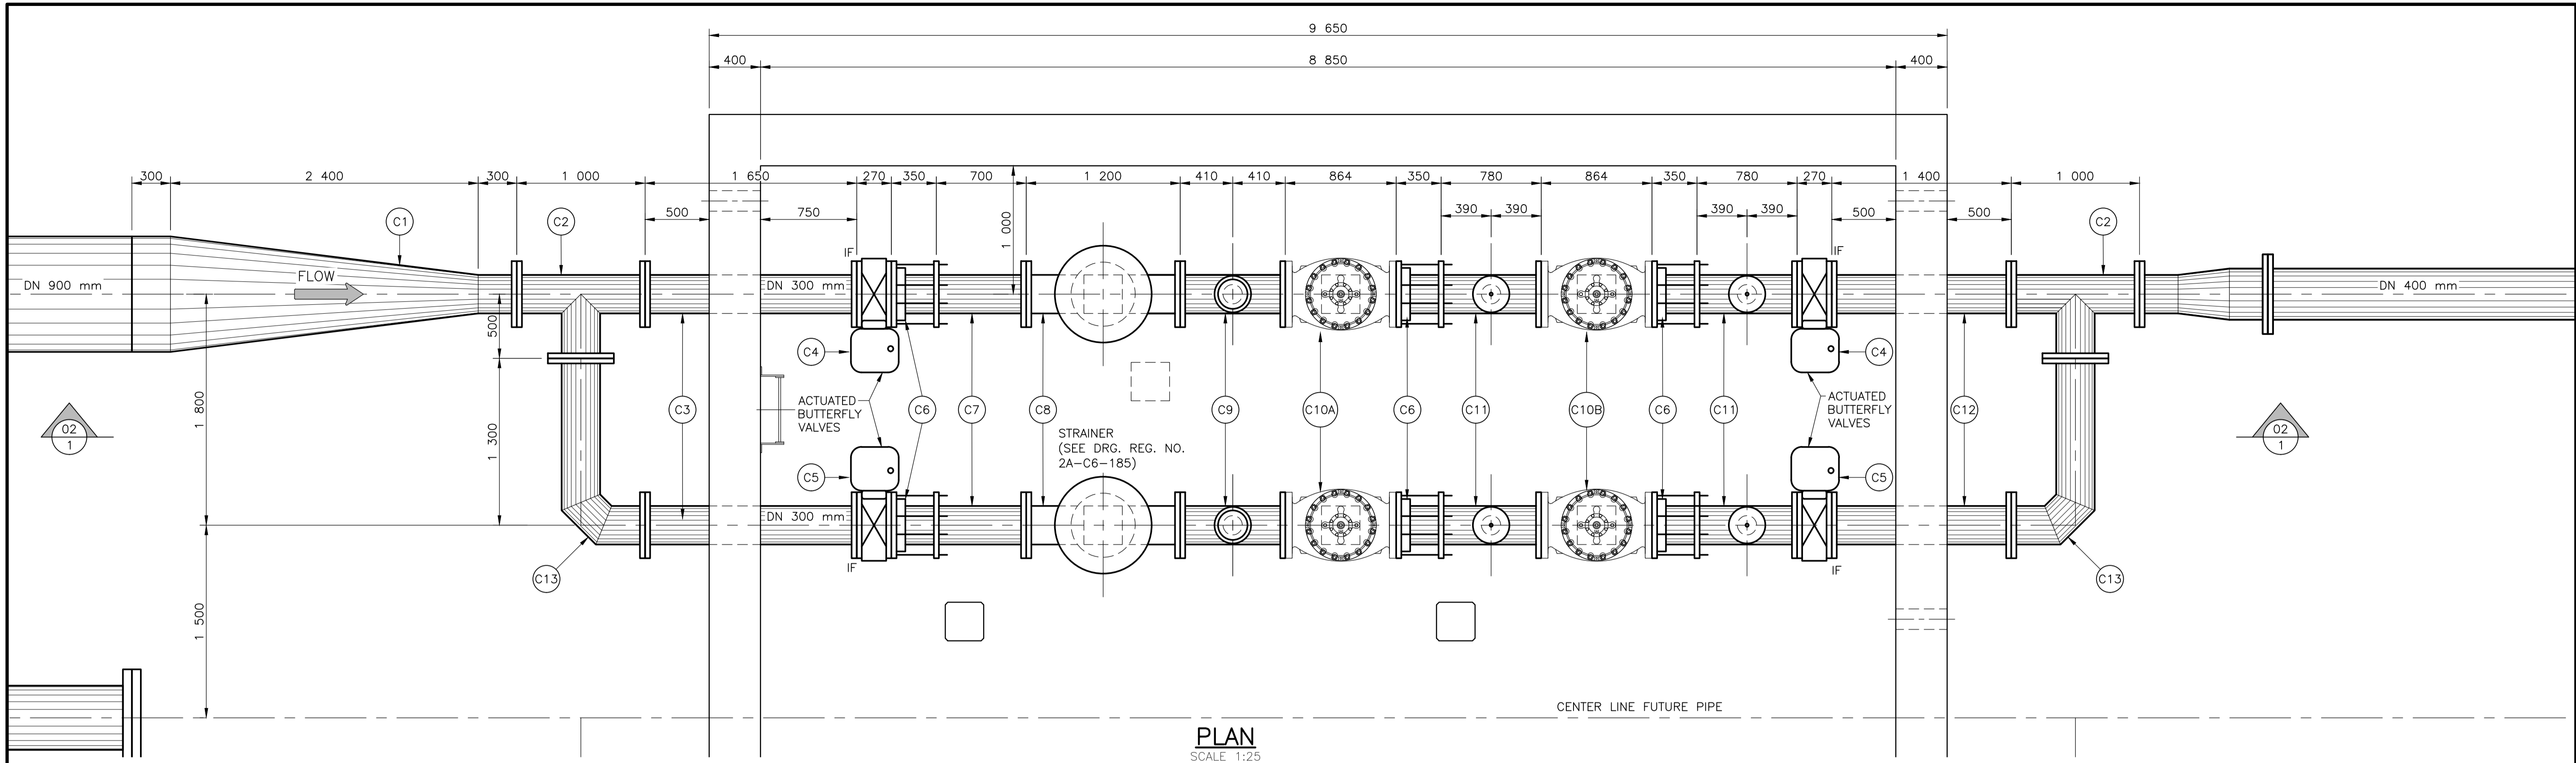 9 650
400
8 850
400
300
2 400
300
1 000
1 650
270
350
700
1 200
410
410
864
350
780
864
350
780
270
1 400
1 000
500
750
1 000
390
390
390
390
500
500
C1
C2
C2
IF
IF
FLOW
DN 900 mm
DN 300 mm
DN 400 mm
500
1 800
1 300
1 500
C4
C4
ACTUATED
BUTTERFLY
VALVES
ACTUATED
BUTTERFLY
VALVES
C3
C6
C7
C8
C9
C10A
C6
C11
C10B
C6
C11
C12
02
1
02
1
STRAINER
(SEE DRG. REG. NO.
2A-C6-185)
C5
C5
DN 300 mm
IF
IF
C13
C13
CENTER LINE FUTURE PIPE
PLAN
SCALE 1:25